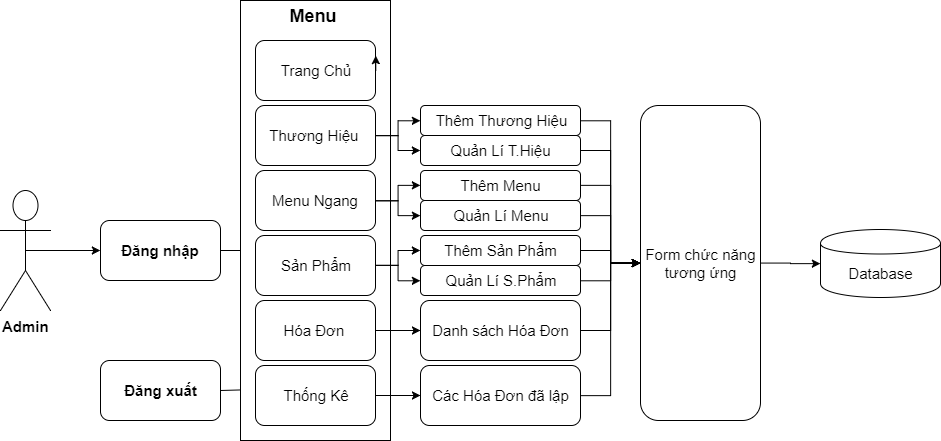 Menu
Trang Chủ
Thương Hiệu
Thêm Thương Hiệu
Quản Lí T.Hiệu
Menu Ngang
Thêm Menu
Quản Lí Menu
Admin
Đăng nhập
Sản Phẩm
Thêm Sản Phẩm
Quản Lí S.Phẩm
Form chức năng
tương ứng
Database
Hóa Đơn
Danh sách Hóa Đơn
Đăng xuất
Thống Kê
Các Hóa Đơn đã lập